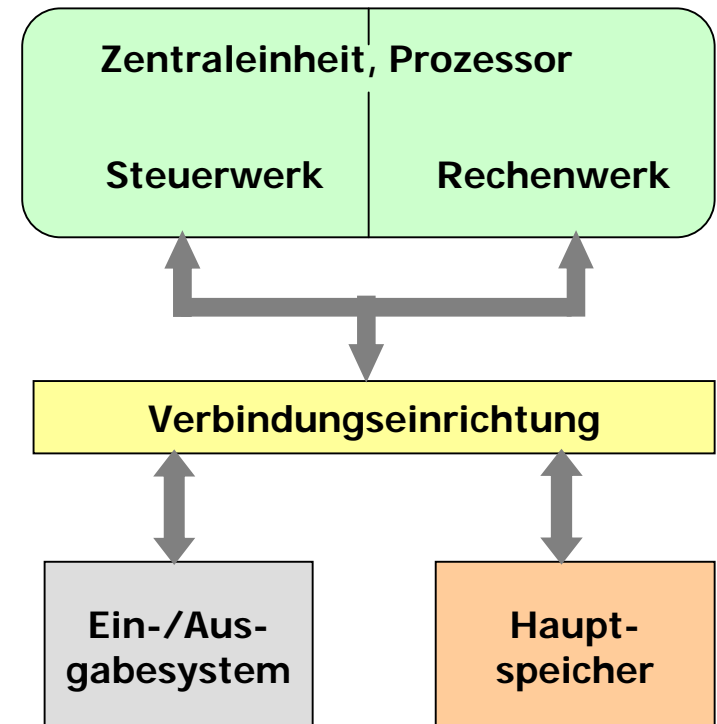 Zentraleinheit, Prozessor
Steuerwerk Rechenwerk
Verbindungseinrichtung
Ein-/Aus-
gabesystem
Haupt-
speicher